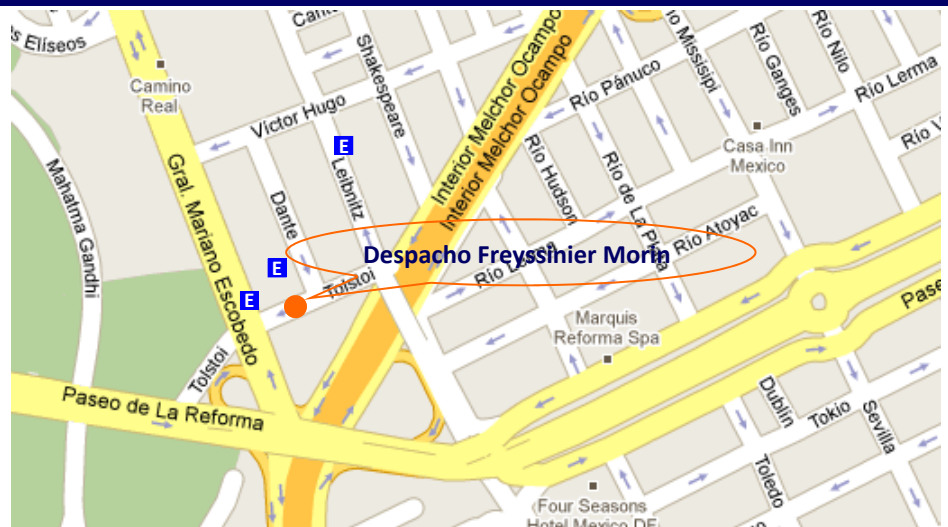 s Elíseos
Camino
Real
Gral. Mariano Escobedo
Mahatma Gandhi
Victor Hugo
Shakespeare
Leibnitz
Dante
E
E
E
Interior Melchor Ocampo
Interior Melchor Ocampo
Río Pánuco
Río Mississipi
Río Ganges
Río Nilo
Río Lerma
Casa Inn
Mexico
Río Hudson
Río de La Plata
Río Atoyac
Río Lerma
Despacho Freyssinier Morin
Tolstoi
Tolstoi
Marquis
Reforma Spa
Paseo de La Reforma
Pase
Dublín
Tokio
Sevilla
Toledo
Four Seasons
Hotel Mexico DF